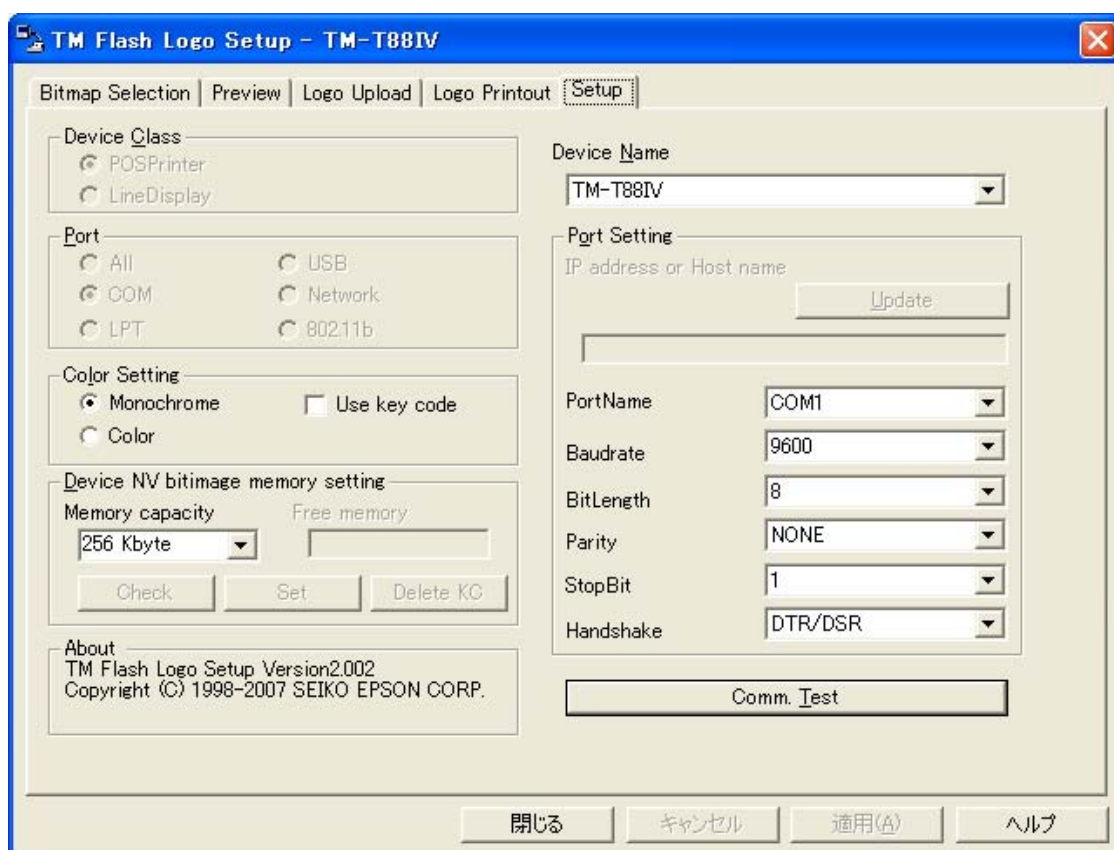 TM Flash Logo Setup - TM-T88IV
Bitmap Selection
Preview
Logo Upload
Logo Printout
Setup
Device Class
POSPrinter
LineDisplay
Port
All
USB
COM
Network
LPT
802.11b
Color Setting
Monochrome
Use key code
Color
Device NV bitimage memory setting
Memory capacity
Free memory
256 Kbyte
Check
Set
Delete KC
About
TM Flash Logo Setup Version2.002
Copyright (C) 1998-2007 SEIKO EPSON CORP.
Device Name
TM-T88IV
Port Setting
IP address or Host name
Update
PortName
COM1
Baudrate
9600
BitLength
8
Parity
NONE
StopBit
1
Handshake
DTR/DSR
Comm. Test
閉じる
キャンセル
適用(A)
ヘルプ